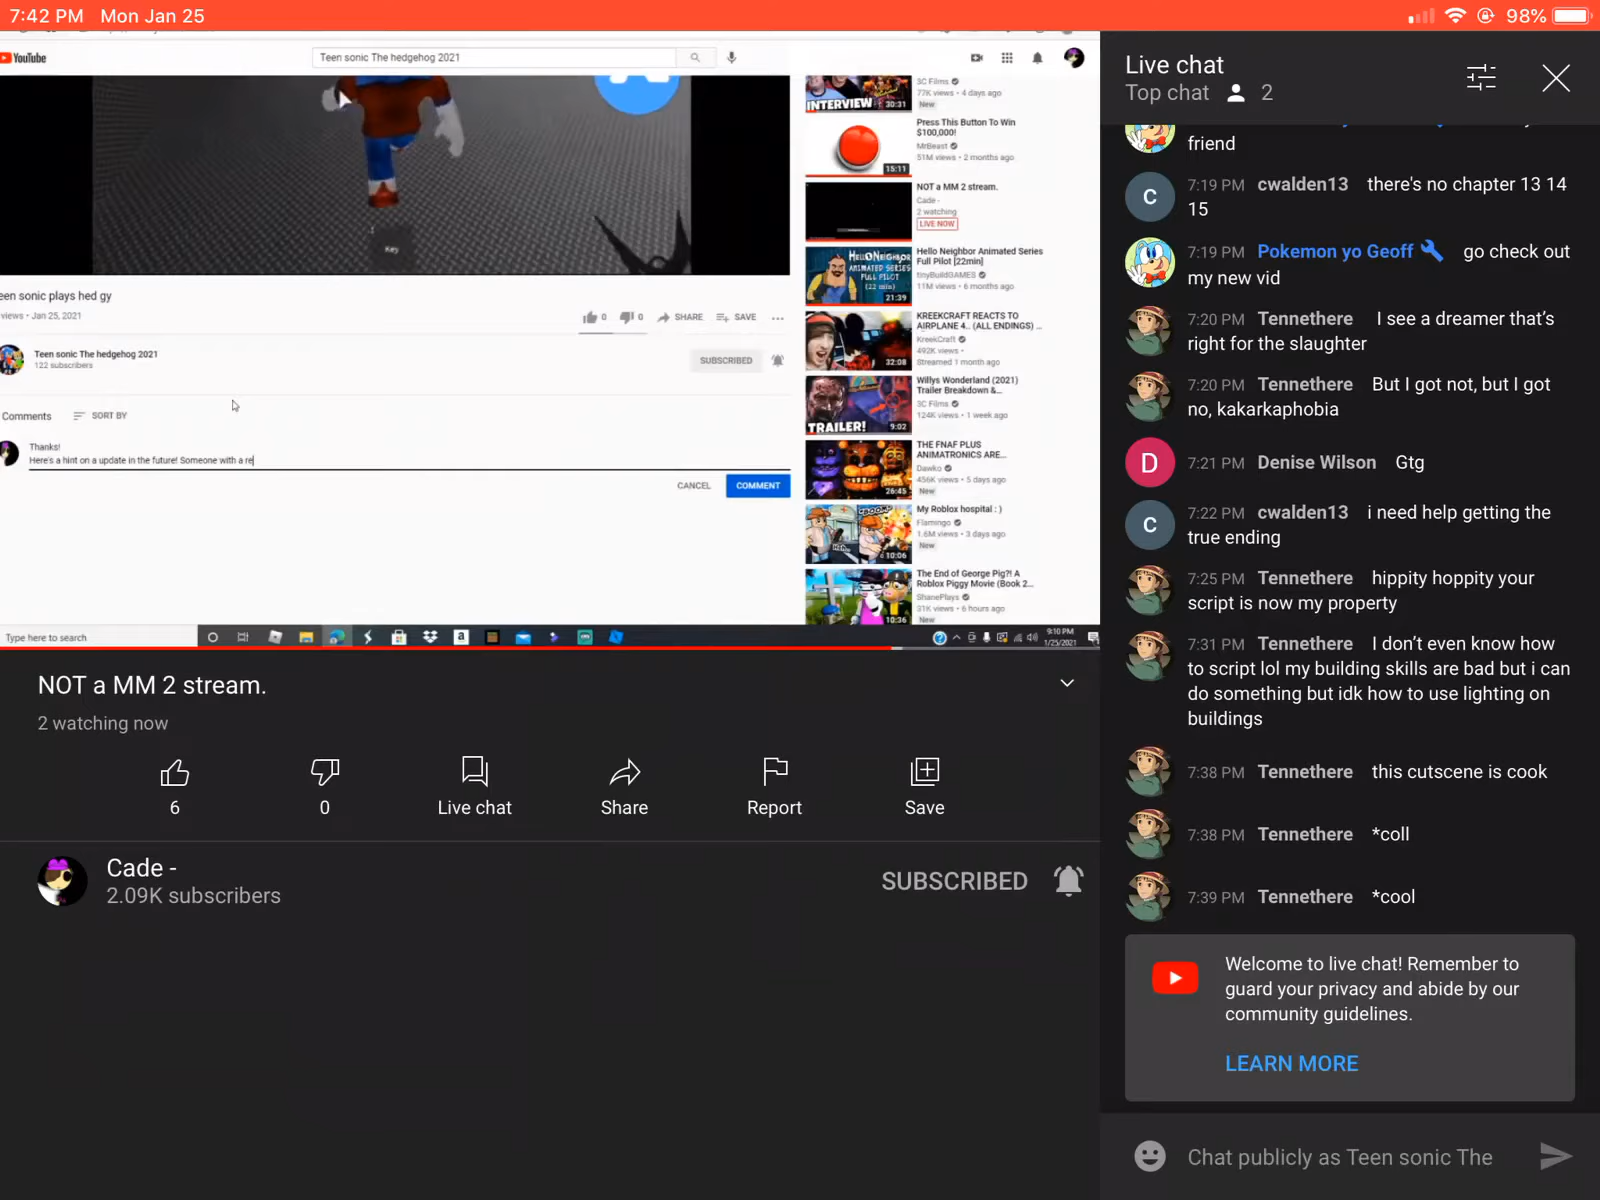 7:42 PM Mon Jan 25
98%
YouTube
Teen sonic The hedgehog 2021
Key
een sonic plays hed gy
views • Jan 25, 2021
0
0
SHARE
SAVE
Teen sonic The hedgehog 2021
122 subscribers
SUBSCRIBED
Comments
SORT BY
Thanks!
Here's a hint on a update in the future! Someone with a re
CANCEL
COMMENT
INTERVIEW
30:31
3C Films
77K views • 4 days ago
New
15:11
Press This Button To Win
$100,000!
MrBeast
51M views • 2 months ago
NOT a MM 2 stream.
Cade -
2 watching
LIVE NOW
HELLO NEIGHBOR
ANIMATED SERIES
FULL PILOT
(22 min)
21:39
Hello Neighbor Animated Series
Full Pilot [22min]
tinyBuildGAMES
11M views • 6 months ago
32:08
KREEKCRAFT REACTS TO
AIRPLANE 4.. (ALL ENDINGS) ...
KreekCraft
492K views •
Streamed 1 month ago
TRAILER!
9:02
Willys Wonderland (2021)
Trailer Breakdown &...
3C Films
124K views • 1 week ago
26:45
THE FNAF PLUS
ANIMATRONICS ARE...
Dawko
456K views • 5 days ago
New
10:06
My Roblox hospital : )
Flamingo
1.6M views • 3 days ago
New
10:36
The End of George Pig?! A
Roblox Piggy Movie (Book 2...
ShanePlays
31K views • 6 hours ago
New
Type here to search
9:10 PM
1/25/2021
NOT a MM 2 stream.
2 watching now
6
0
Live chat
Share
Report
Save
Cade -
2.09K subscribers
SUBSCRIBED
Live chat
Top chat 2
friend
C
7:19 PM cwalden13 there's no chapter 13 14
15
7:19 PM Pokemon yo Geoff go check out
my new vid
7:20 PM Tennethere I see a dreamer that's
right for the slaughter
7:20 PM Tennethere But I got not, but I got
no, kakarkaphobia
D
7:21 PM Denise Wilson Gtg
C
7:22 PM cwalden13 i need help getting the
true ending
7:25 PM Tennethere hippity hoppity your
script is now my property
7:31 PM Tennethere I don't even know how
to script lol my building skills are bad but i can
do something but idk how to use lighting on
buildings
7:38 PM Tennethere this cutscene is cook
7:38 PM Tennethere *coll
7:39 PM Tennethere *cool
Welcome to live chat! Remember to
guard your privacy and abide by our
community guidelines.
LEARN MORE
Chat publicly as Teen sonic The